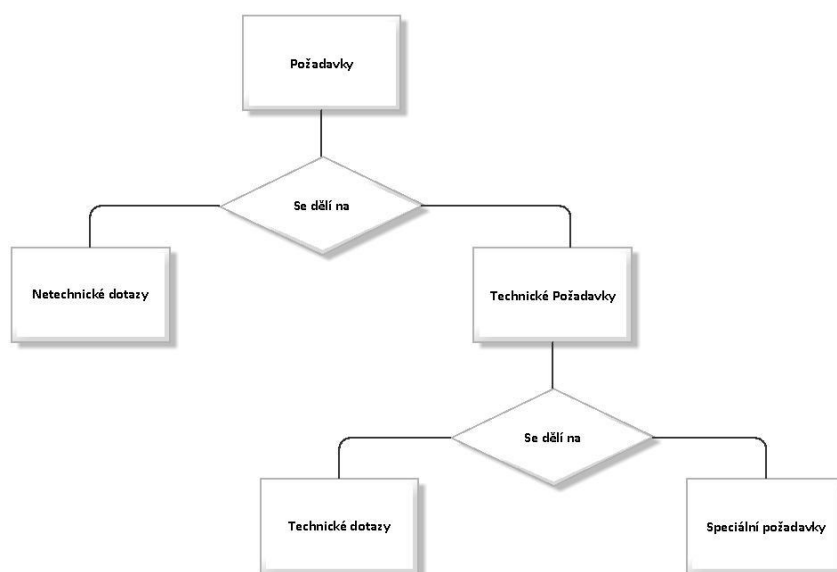 Požadavky
Se dělí na
Netechnické dotazy
Technické Požadavky
Se dělí na
Technické dotazy
Speciální požadavky